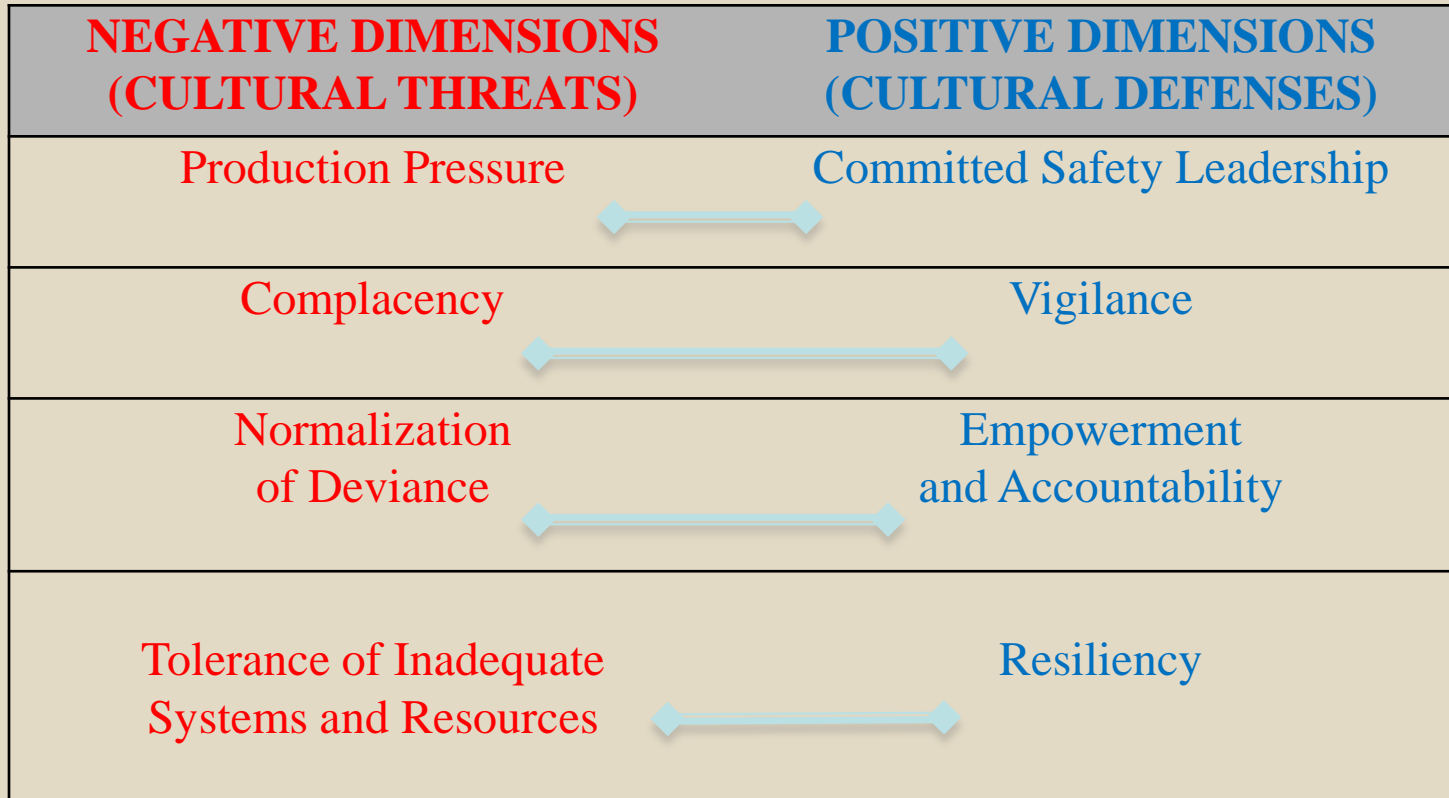 NEGATIVE DIMENSIONS
(CULTURAL THREATS)
POSITIVE DIMENSIONS
(CULTURAL DEFENSES)
Production Pressure
Committed Safety Leadership
Complacency
Vigilance
Normalization
of Deviance
Empowerment
and Accountability
Tolerance of Inadequate
Systems and Resources
Resiliency